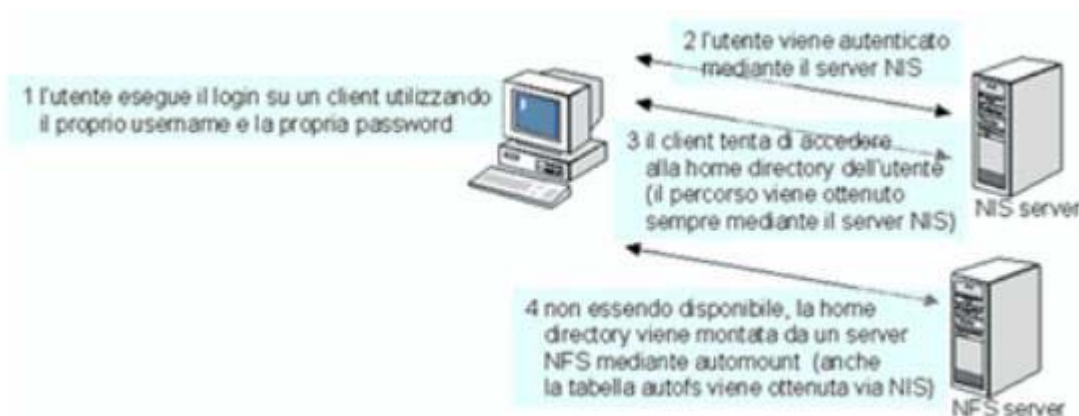 1 l'utente esegue il login su un client utilizzando
il proprio username e la propria password
2 l'utente viene autenticato
mediante il server NIS
3 il client tenta di accedere
alla home directory dell'utente
(il percorso viene ottenuto
sempre mediante il server NIS)
NIS server
4 non essendo disponibile, la home
directory viene montata da un server
NFS mediante automount (anche
la tabella autofs viene ottenuta via NIS)
NFS server